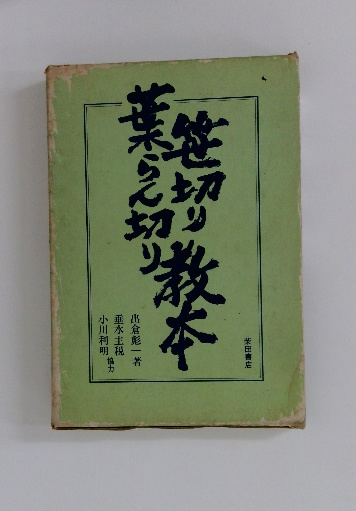 笹切り
葉らん切り
教本
出倉彪一著
垂水主税
小川利明
協力
柴田書店